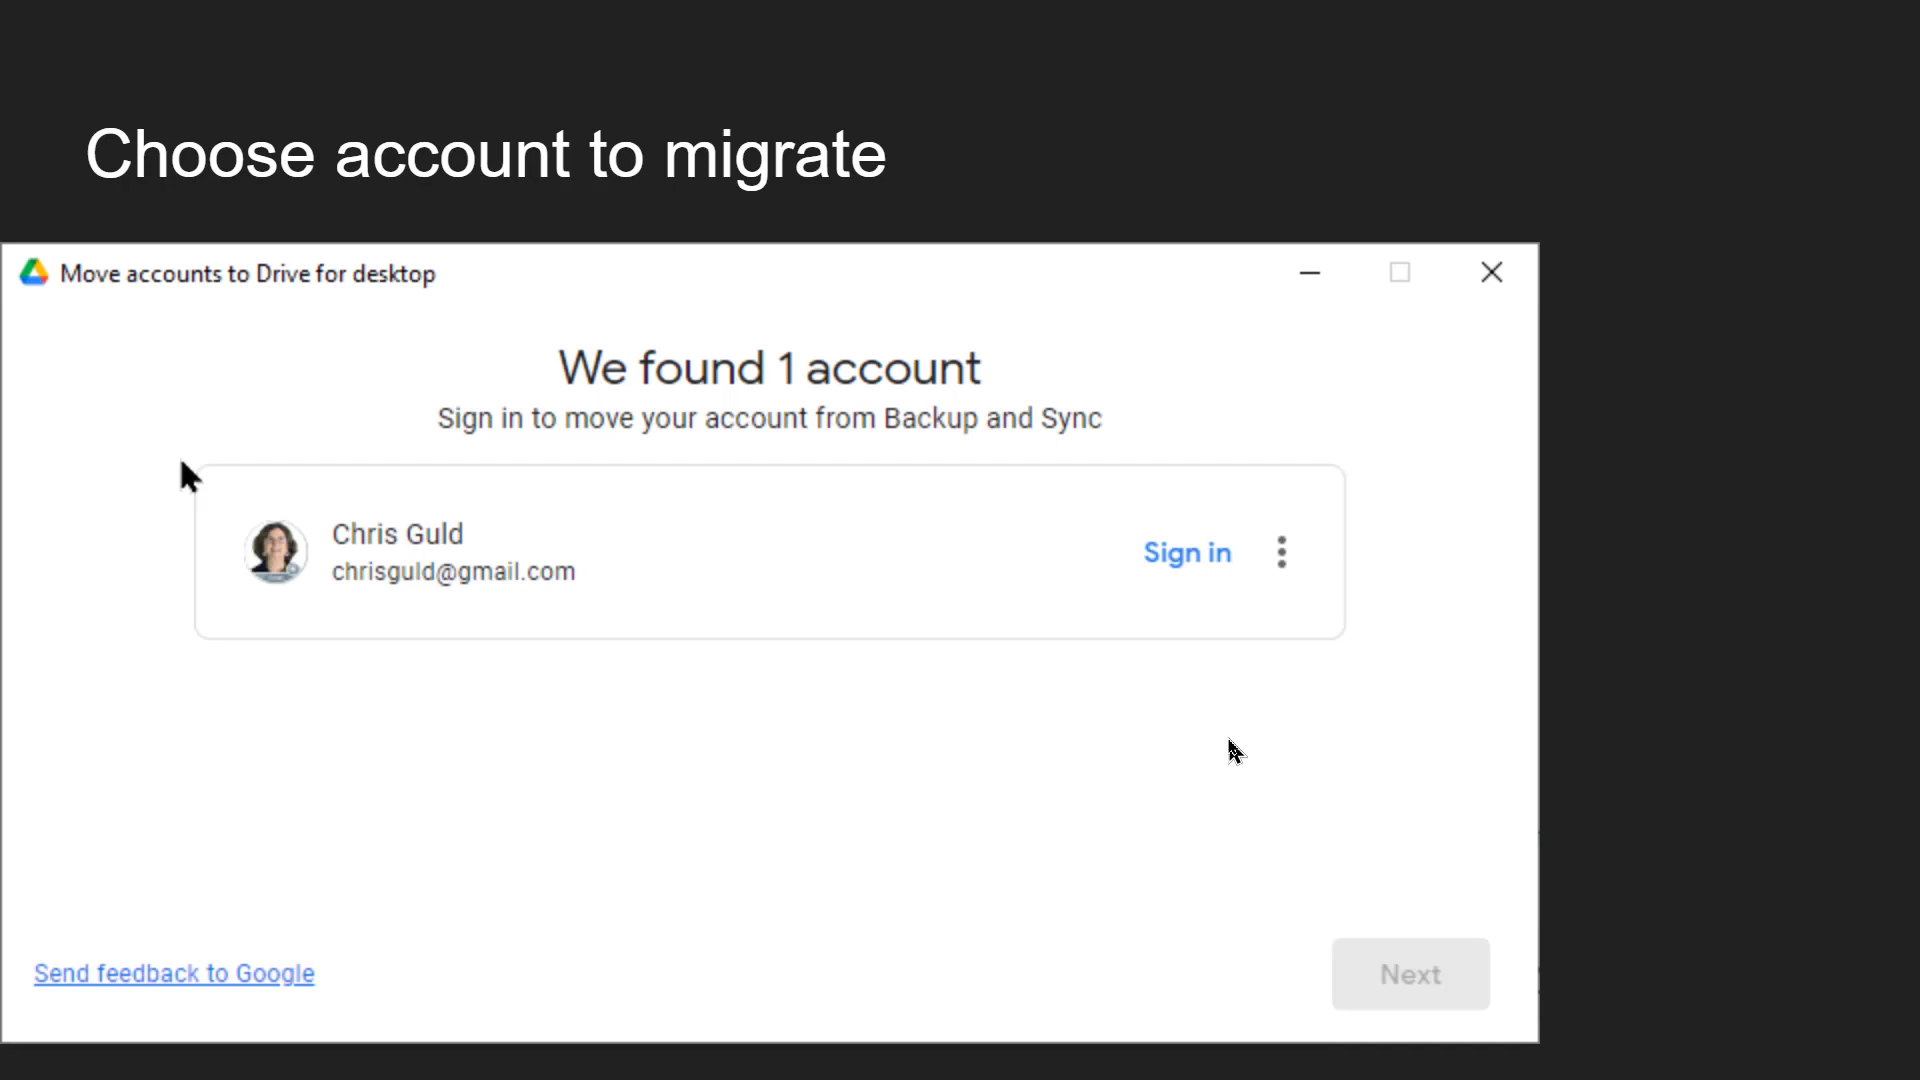 Choose account to migrate
Move accounts to Drive for desktop
We found 1 account
Sign in to move your account from Backup and Sync
Chris Guld
chrisguld@gmail.com
Sign in
Send feedback to Google
Next